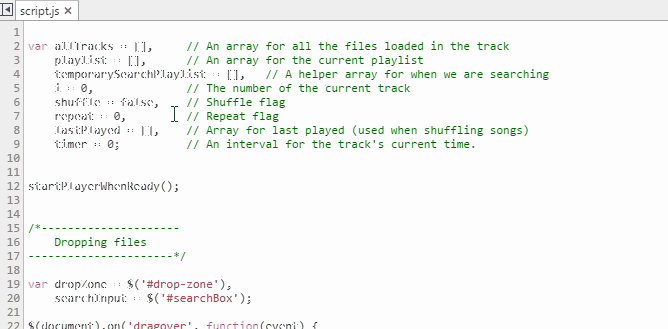 script.js ×
1
2 var allTracks = [], // An array for all the files loaded in the track
3 playlist = [], // An array for the current playlist
4 temporarySearchPlaylist = [], // A helper array for when we are searching
5 i = 0, // The number of the current track
6 shuffle = false, // Shuffle flag
7 repeat = 0, // Repeat flag
8 lastPlayed = [], // Array for last played (used when shuffling songs)
9 timer = 0; // An interval for the track's current time.
10
11
12 startPlayerWhenReady();
13
14
15 /*---------------------
16 Dropping files
17 ----------------------*/
18
19 var dropZone = $('#drop-zone'),
20 searchInput = $('#searchBox');
21
$(document).on('dragover', function(event) {